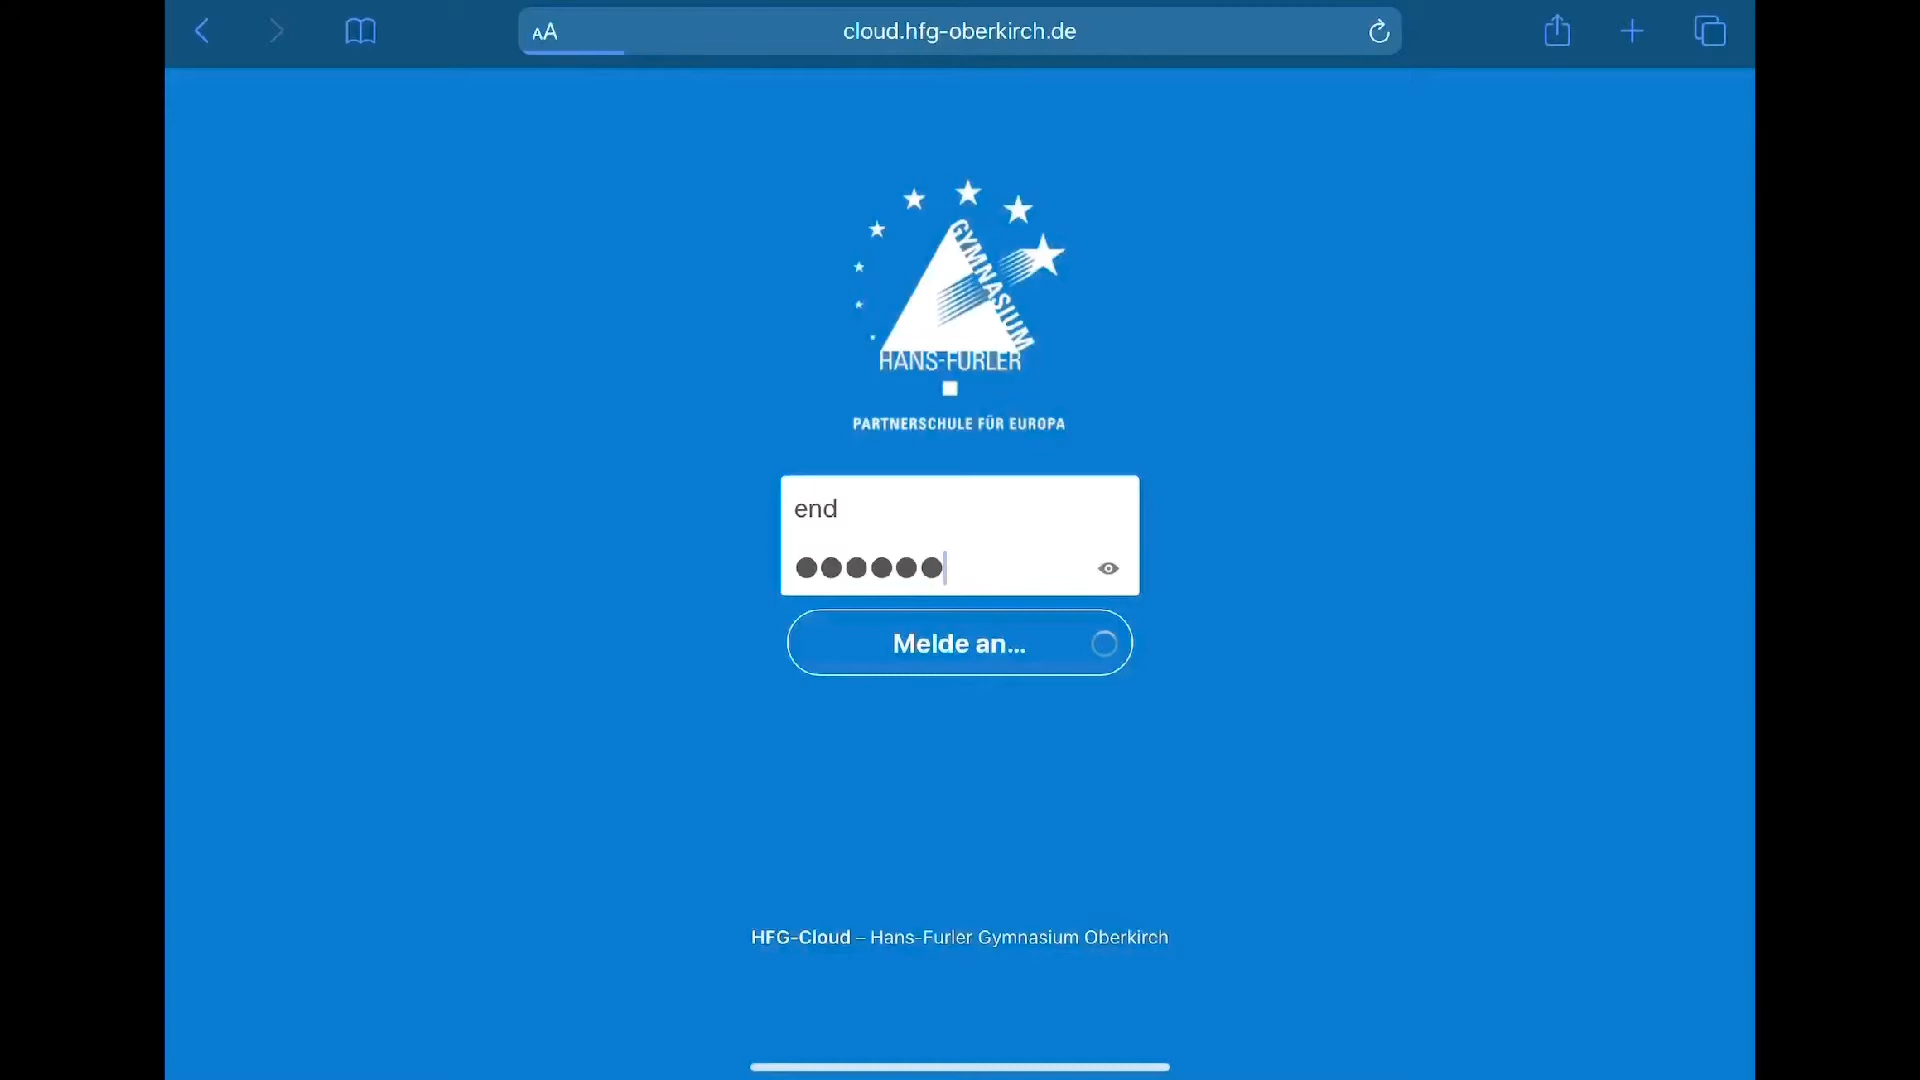 AA
cloud.hfg-oberkirch.de
GYMNASIUM
HANS-FURLER
PARTNERSCHULE FÜR EUROPA
end
●●●●●●
Melde an...
HFG-Cloud – Hans-Furler Gymnasium Oberkirch